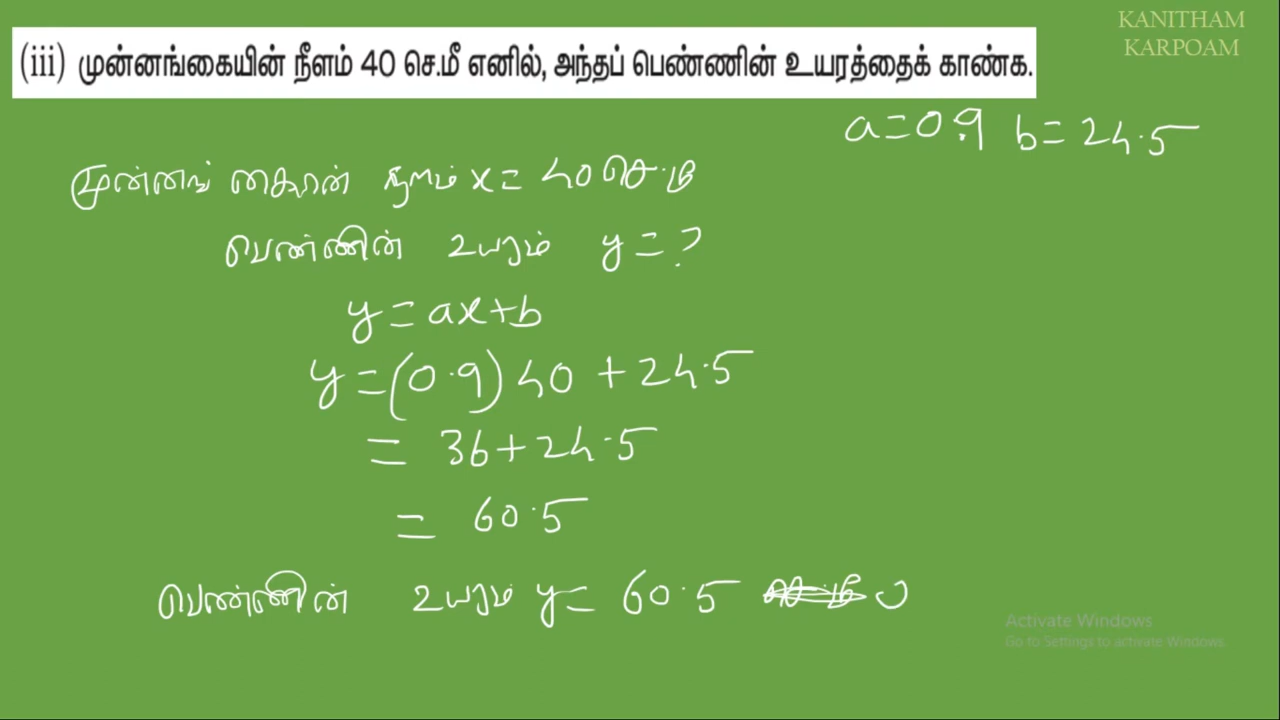 KANITHAM
KARPOAM
(iii) முன்னங்கையின் நீளம் 40 செ.மீ எனில், அந்தப் பெண்ணின் உயரத்தைக் காண்க.
a=0.9 b=24.5
முன்னங் கையின் நீளம் x= 40 செ.மீ
பெண்ணின் உயரம் y=?
y=ax+b
y=(0.9)40+24.5
= 36+24.5
= 60.5
பெண்ணின் உயரம் y= 60.5
Activate Windows
Go to Settings to activate Windows